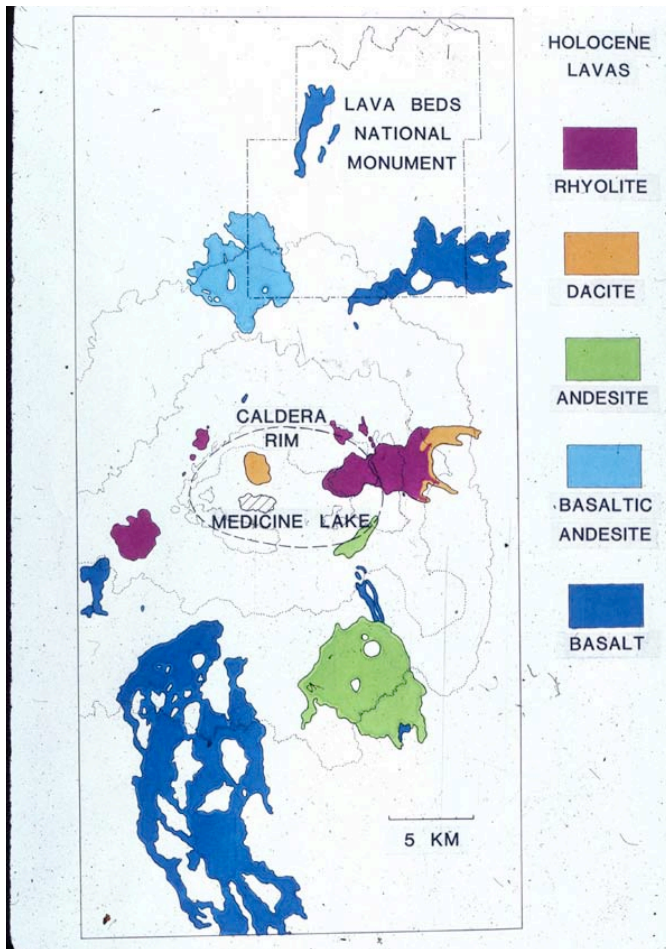 HOLOCENE
LAVAS
LAVA BEDS
NATIONAL
MONUMENT
RHYOLITE
DACITE
ANDESITE
CALDERA
RIM
BASALTIC
ANDESITE
MEDICINE LAKE
BASALT
5 KM